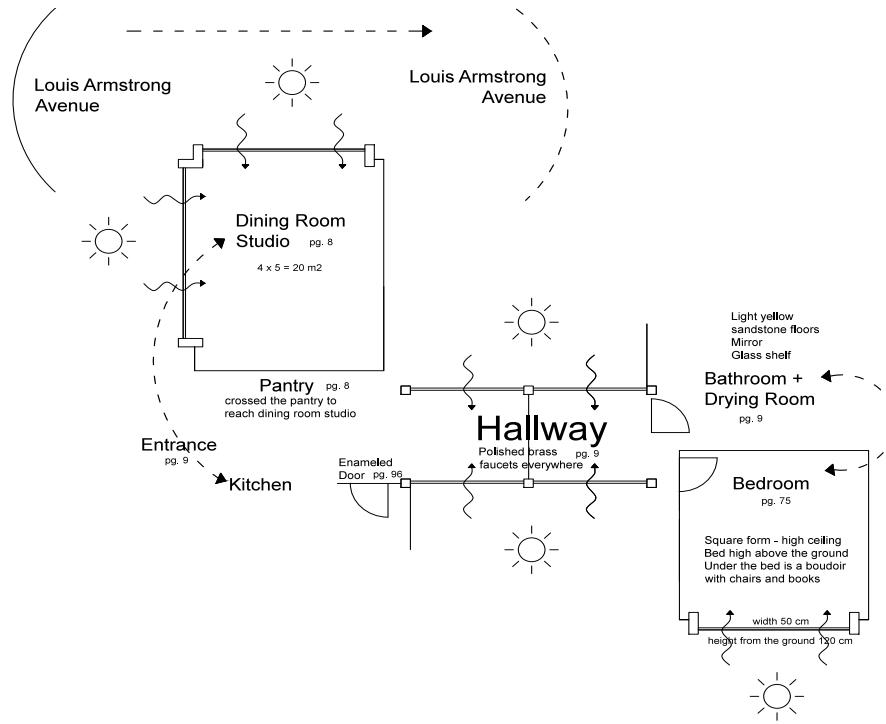 Louis Armstrong
Avenue
Louis Armstrong
Avenue
Dining Room
Studio pg. 8
4 x 5 = 20 m2
Light yellow
sandstone floors
Mirror
Glass shelf
Bathroom +
Drying Room
pg. 9
Pantry pg. 8
crossed the pantry to
reach dining room studio
Hallway
Polished brass pg. 9
faucets everywhere
Entrance
pg. 9
Enameled
Door pg. 96
Kitchen
Bedroom
pg. 75
Square form - high ceiling
Bed high above the ground
Under the bed is a boudoir
with chairs and books
width 50 cm
height from the ground 120 cm